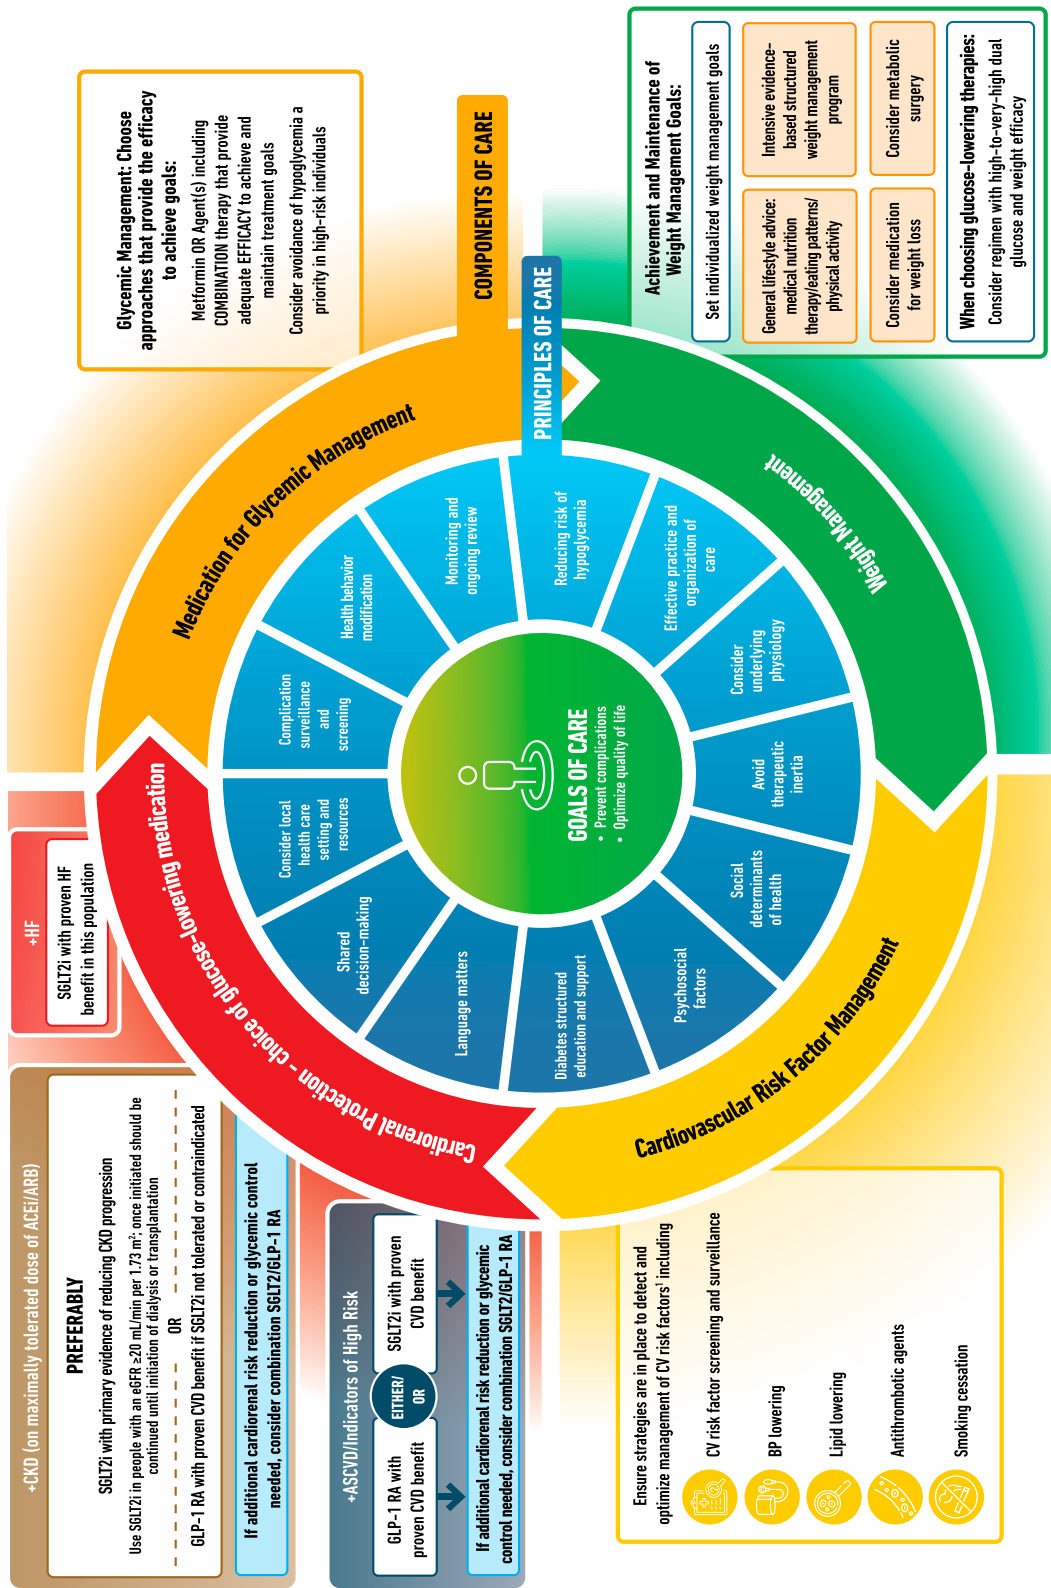 +CKD (on maximally tolerated dose of ACEi/ARB)
PREFERABLY
SGLT2i with primary evidence of reducing CKD progression
Use SGLT2i in people with an eGFR ≥20 mL/min per 1.73 m²; once initiated should be
continued until initiation of dialysis or transplantation
OR
GLP-1 RA with proven CVD benefit if SGLT2i not tolerated or contraindicated
If additional cardiorenal risk reduction or glycemic control
needed, consider combination SGLT2/GLP-1 RA
+HF
SGLT2i with proven HF
benefit in this population
+ASCVD/Indicators of High Risk
GLP-1 RA with
proven CVD benefit
EITHER/
OR
SGLT2i with proven
CVD benefit
If additional cardiorenal risk reduction or glycemic
control needed, consider combination SGLT2/GLP-1 RA
Glycemic Management: Choose
approaches that provide the efficacy
to achieve goals:
Metformin OR Agent(s) including
COMBINATION therapy that provide
adequate EFFICACY to achieve and
maintain treatment goals
Consider avoidance of hypoglycemia a
priority in high-risk individuals
COMPONENTS OF CARE
PRINCIPLES OF CARE
Cardiorenal Protection - choice of glucose-lowering medication
Medication for Glycemic Management
Weight Management
Cardiovascular Risk Factor Management
Consider local
health care
setting and
resources
Complication
surveillance
and
screening
Health behavior
modification
Monitoring and
ongoing review
Reducing risk of
hypoglycemia
Effective practice and
organization of
care
Consider
underlying
physiology
Avoid
therapeutic
inertia
Social
determinants
of health
Psychosocial
factors
Diabetes structured
education and support
Language matters
Shared
decision-making
GOALS OF CARE
• Prevent complications
• Optimize quality of life
Ensure strategies are in place to detect and
optimize management of CV risk factors¹ including
CV risk factor screening and surveillance
BP lowering
Lipid lowering
Antithrombotic agents
Smoking cessation
Achievement and Maintenance of
Weight Management Goals:
Set individualized weight management goals
General lifestyle advice:
medical nutrition
therapy/eating patterns/
physical activity
Intensive evidence-
based structured
weight management
program
Consider medication
for weight loss
Consider metabolic
surgery
When choosing glucose-lowering therapies:
Consider regimen with high-to-very-high dual
glucose and weight efficacy